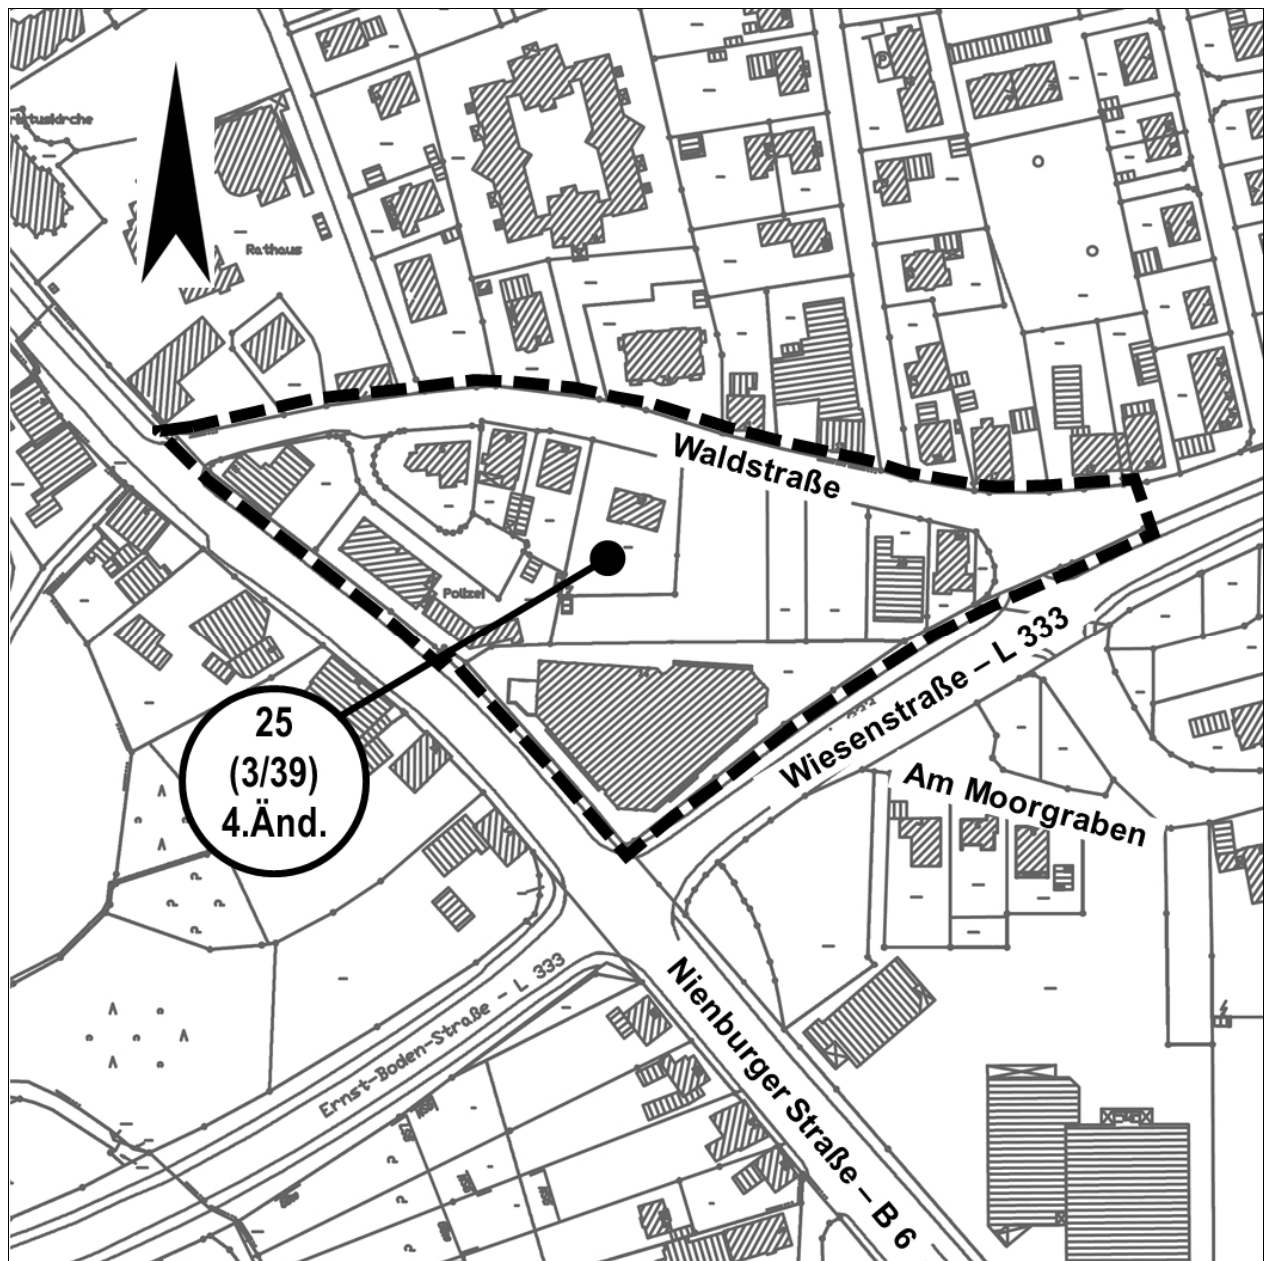 Rathaus
Waldstraße
Polizei
Wiesenstraße – L 333
25
(3/39)
4.Änd.
Am Moorgraben
Ernst-Boden-Straße – L 333
Nienburger Straße – B 6